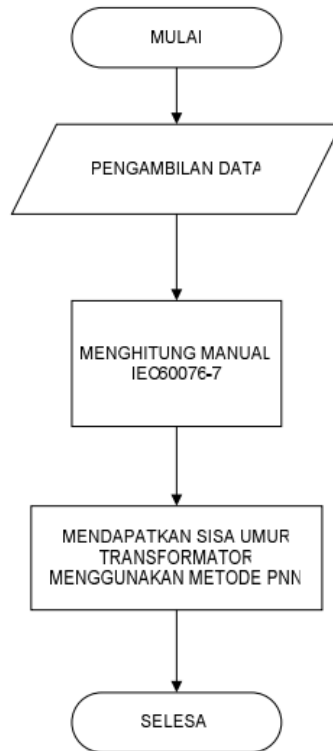 MULAI
PENGAMBILAN DATA
MENGHITUNG MANUAL
IEC60076-7
MENDAPATKAN SISA UMUR
TRANSFORMATOR
MENGGUNAKAN METODE PNN
SELESA